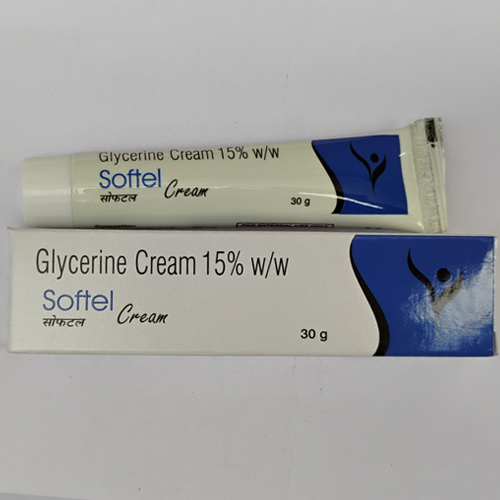 Glycerine Cream 15% w/w
Softel Cream
सोफटल
30 g
Glycerine Cream 15% w/w
Softel Cream
सोफटल
30 g